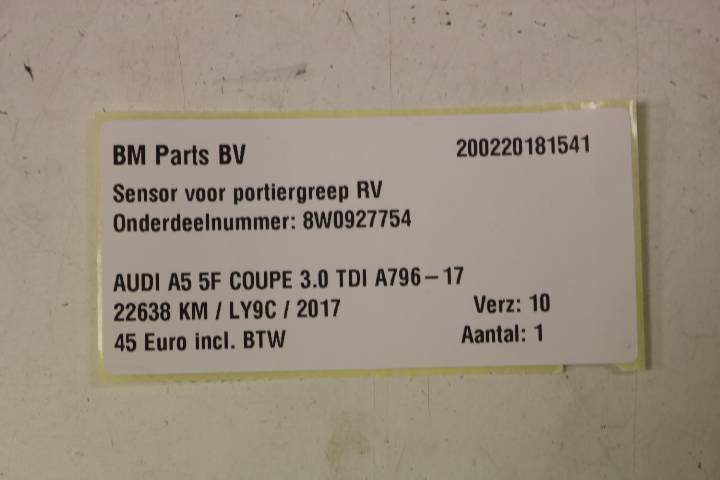 BM Parts BV 200220181541
Sensor voor portiergreep RV
Onderdeelnummer: 8W0927754
AUDI A5 5F COUPE 3.0 TDI A796-17
22638 KM / LY9C / 2017 Verz: 10
45 Euro incl. BTW Aantal: 1